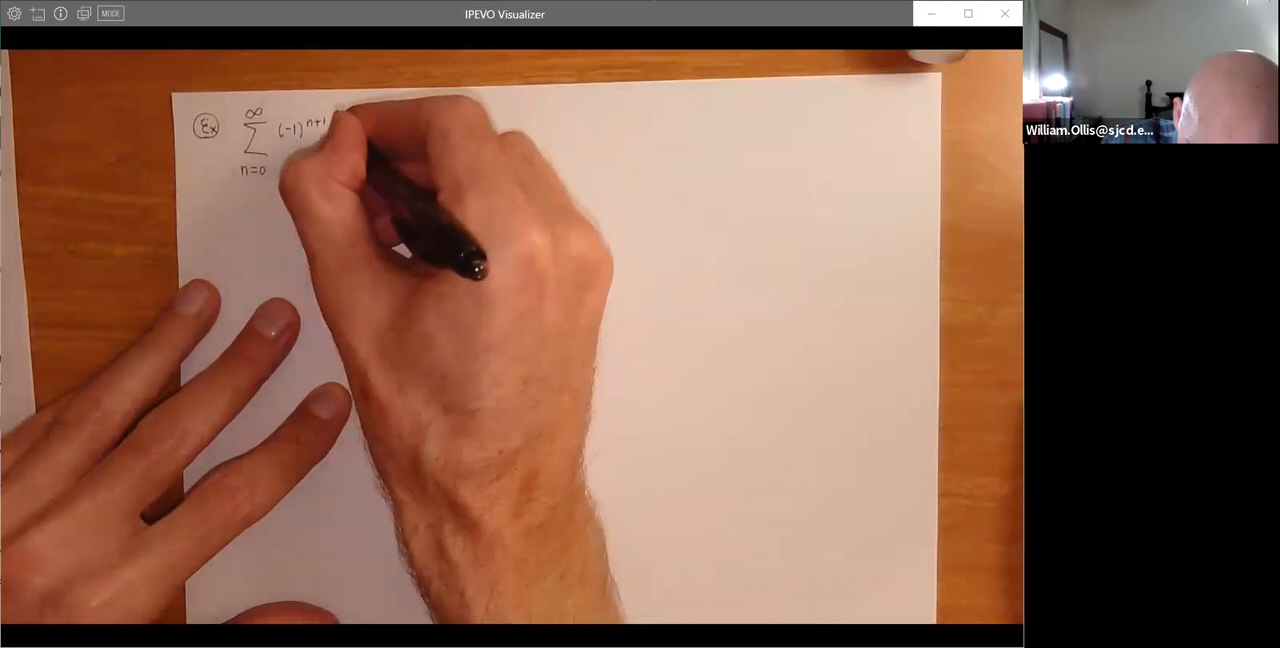 MODE
IPEVO Visualizer
William.Ollis@sjcd.e...
Ex
∞
∑ (-1)^{n+1}
n=0